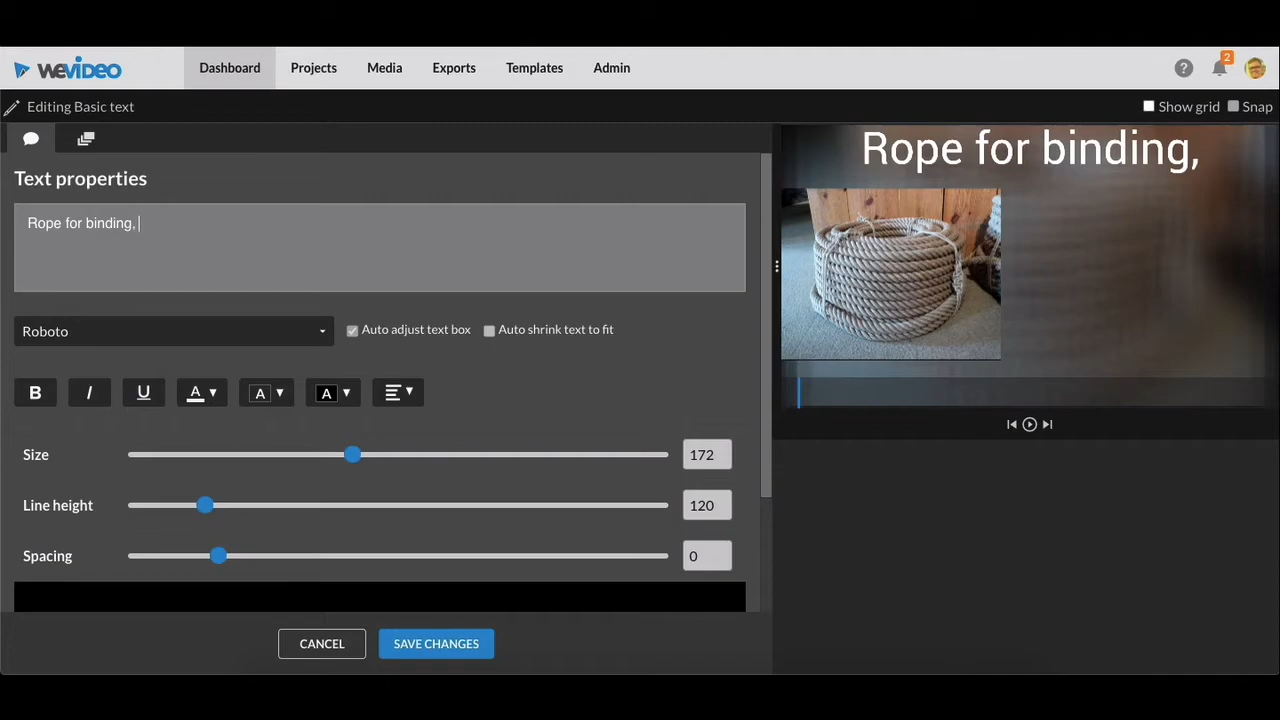 WEVIDEO
Dashboard
Projects
Media
Exports
Templates
Admin
?
2
Editing Basic text
Show grid
Snap
Text properties
Rope for binding,
Roboto
Auto adjust text box
Auto shrink text to fit
B
I
U
A
A
A
Size
172
Line height
120
Spacing
0
CANCEL
SAVE CHANGES
Rope for binding,